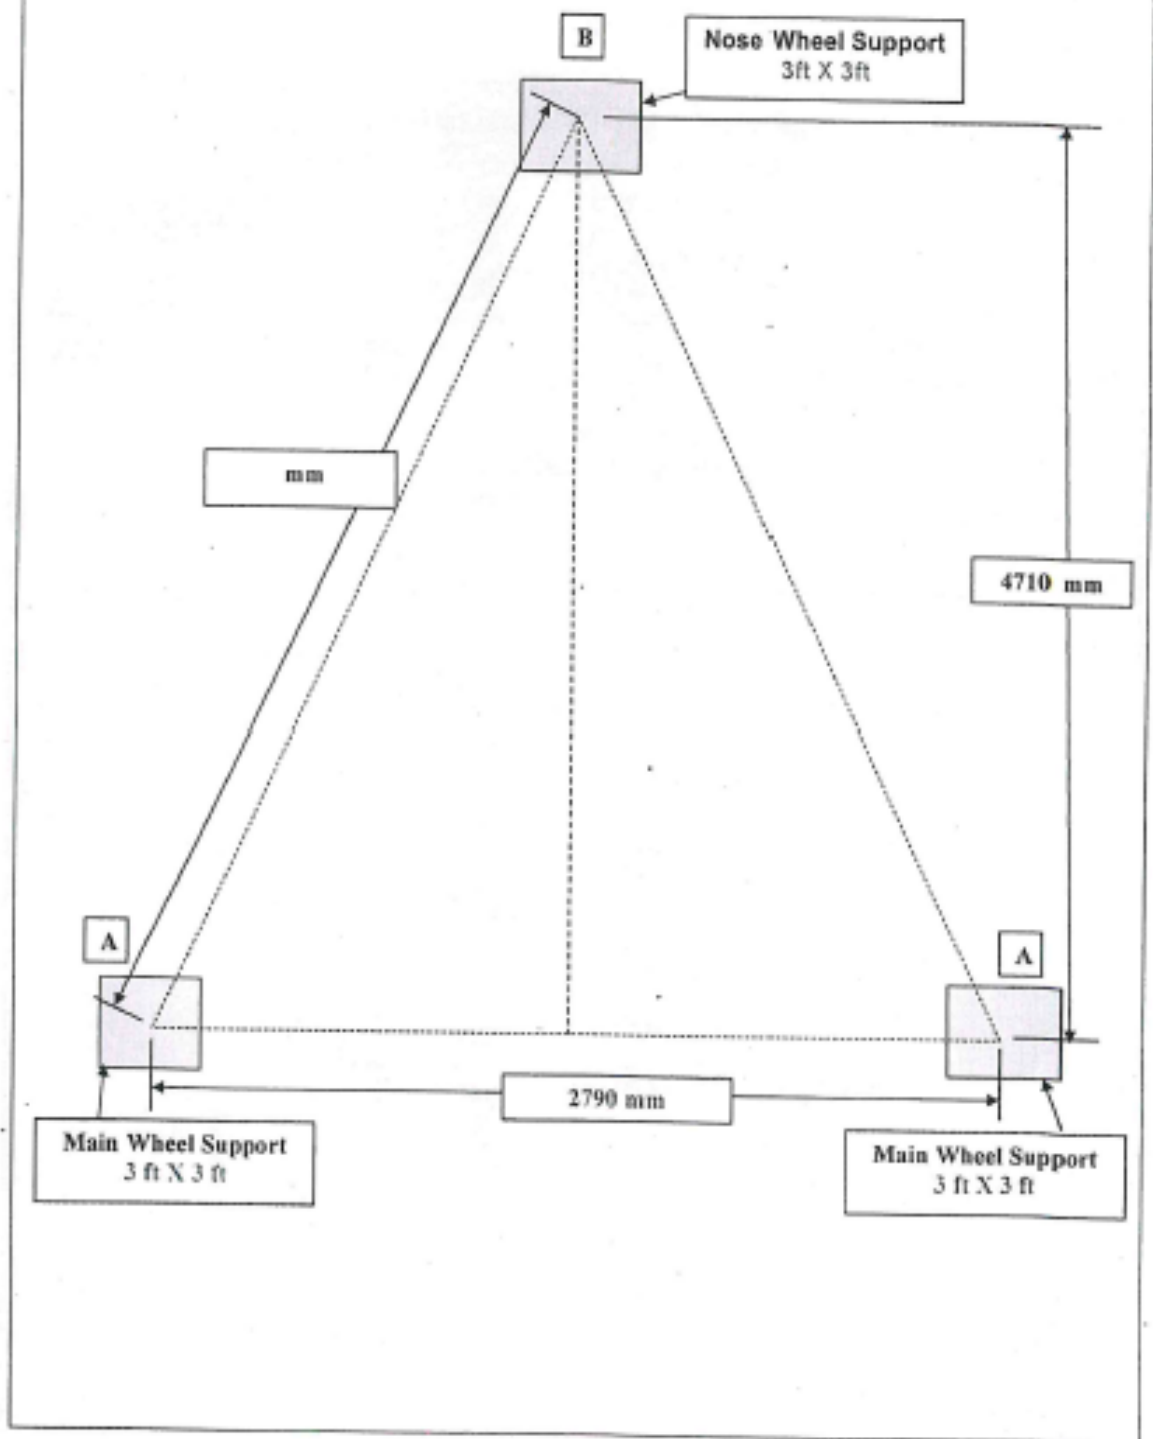 B
Nose Wheel Support
3ft X 3ft
mm
4710 mm
A
A
2790 mm
Main Wheel Support
3 ft X 3 ft
Main Wheel Support
3 ft X 3 ft